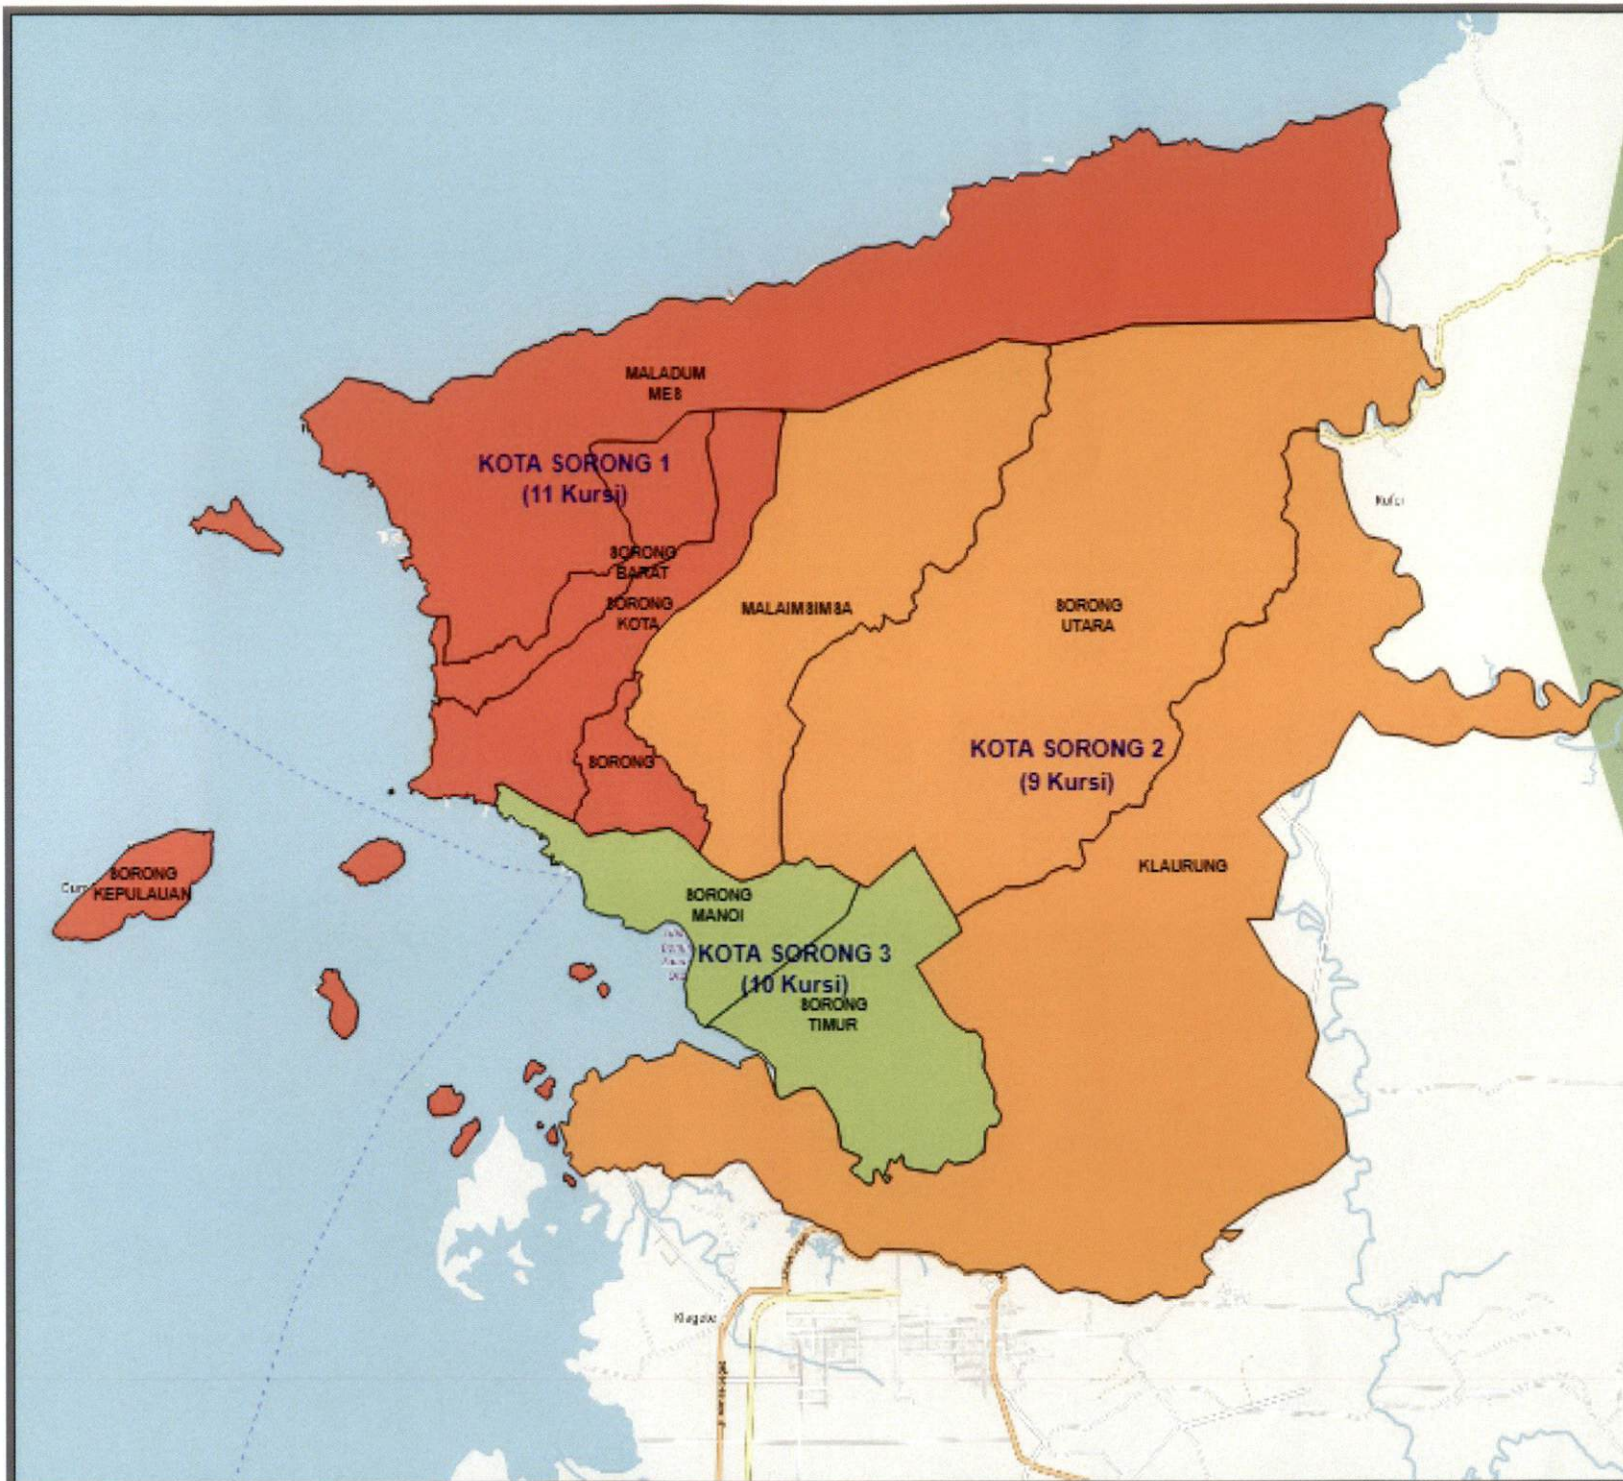 MALADUM
MES
KOTA SORONG 1
(11 Kursi)
SORONG
BARAT
SORONG
KOTA
MALAIMSIMSA
SORONG
UTARA
KOTA SORONG 2
(9 Kursi)
SORONG
KLAURUNG
SORONG
KEPULAUAN
SORONG
MANOI
KOTA SORONG 3
(10 Kursi)
SORONG
TIMUR